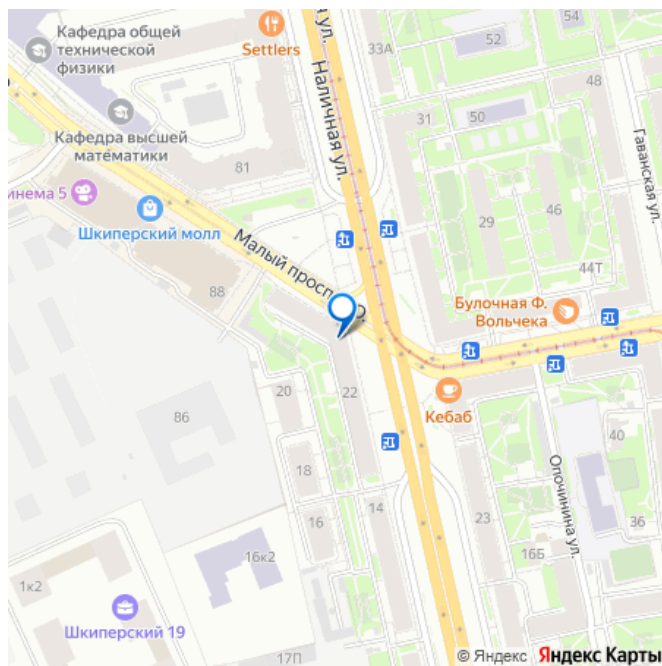 Кафедра общей
технической
физики
Settlers
я ул.
Наличная ул.
33А
52
54
48
50
31
Гаванская ул.
Кафедра высшей
математики
81
инема 5
Шкиперский молл
29
46
Малый просп
О.
88
44Т
Булочная Ф.
Вольчека
20
22
Кебаб
86
40
18
Опочинина ул.
14
16
23
36
16Б
16к2
1к2
Шкиперский 19
17П
© Яндекс Яндекс Карты